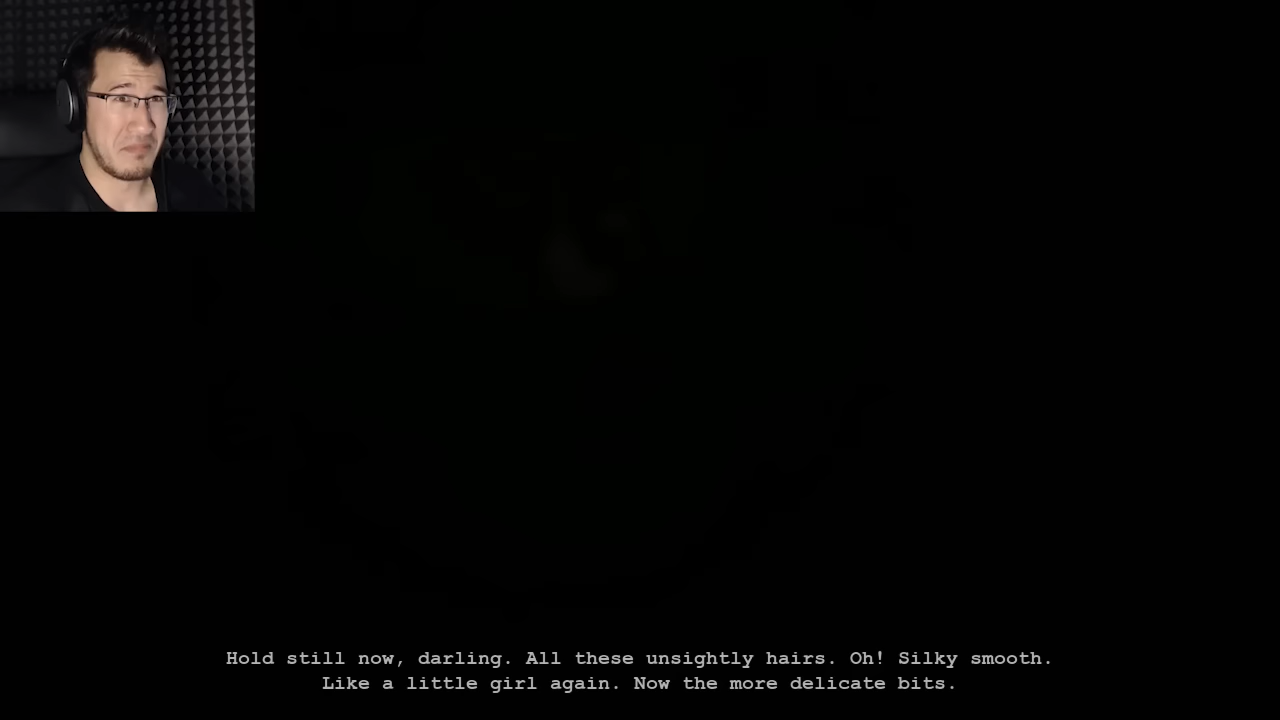 Hold still now, darling. All these unsightly hairs. Oh! Silky smooth.
Like a little girl again. Now the more delicate bits.